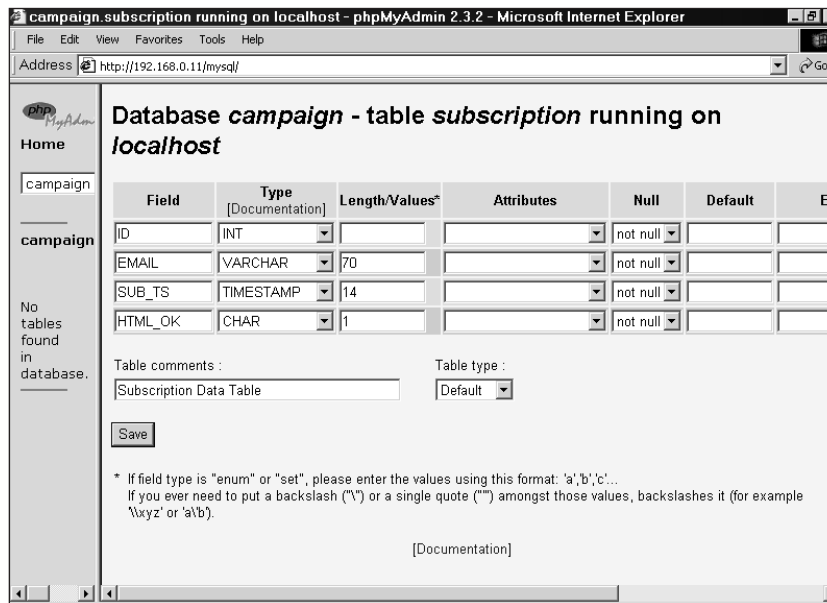 campaign.subscription running on localhost - phpMyAdmin 2.3.2 - Microsoft Internet Explorer
File Edit View Favorites Tools Help
Address http://192.168.0.11/mysql/ Go
php
MyAdm
Home
campaign
campaign
No
tables
found
in
database.
Database campaign - table subscription running on
localhost
Field Type Length/Values* Attributes Null Default E
[Documentation]
ID INT not null
EMAIL VARCHAR 70 not null
SUB_TS TIMESTAMP 14 not null
HTML_OK CHAR 1 not null
Table comments : Table type :
Subscription Data Table Default
Save
* If field type is "enum" or "set", please enter the values using this format: 'a','b','c'...
If you ever need to put a backslash ("\") or a single quote ("'") amongst those values, backslashes it (for example
'\\xyz' or 'a\'b').
[Documentation]